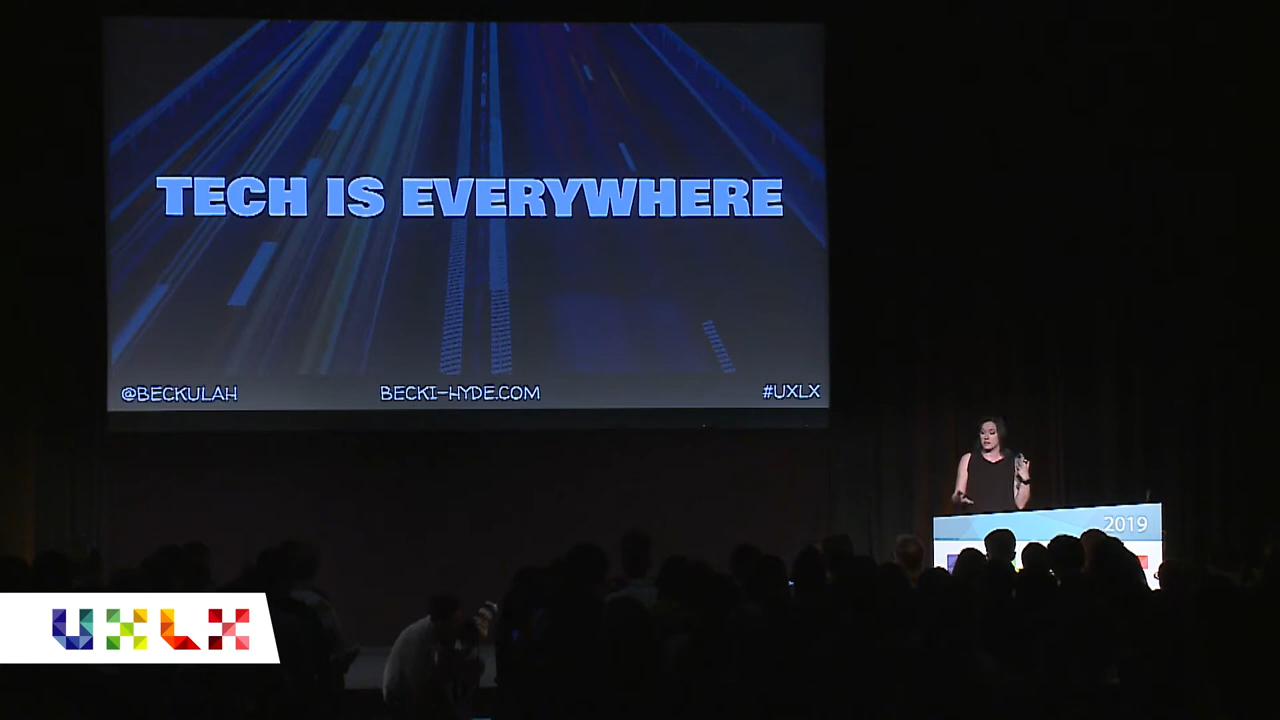 TECH IS EVERYWHERE
@BECKULAH
BECKI-HYDE.COM
#UXLX
2019
UXLX